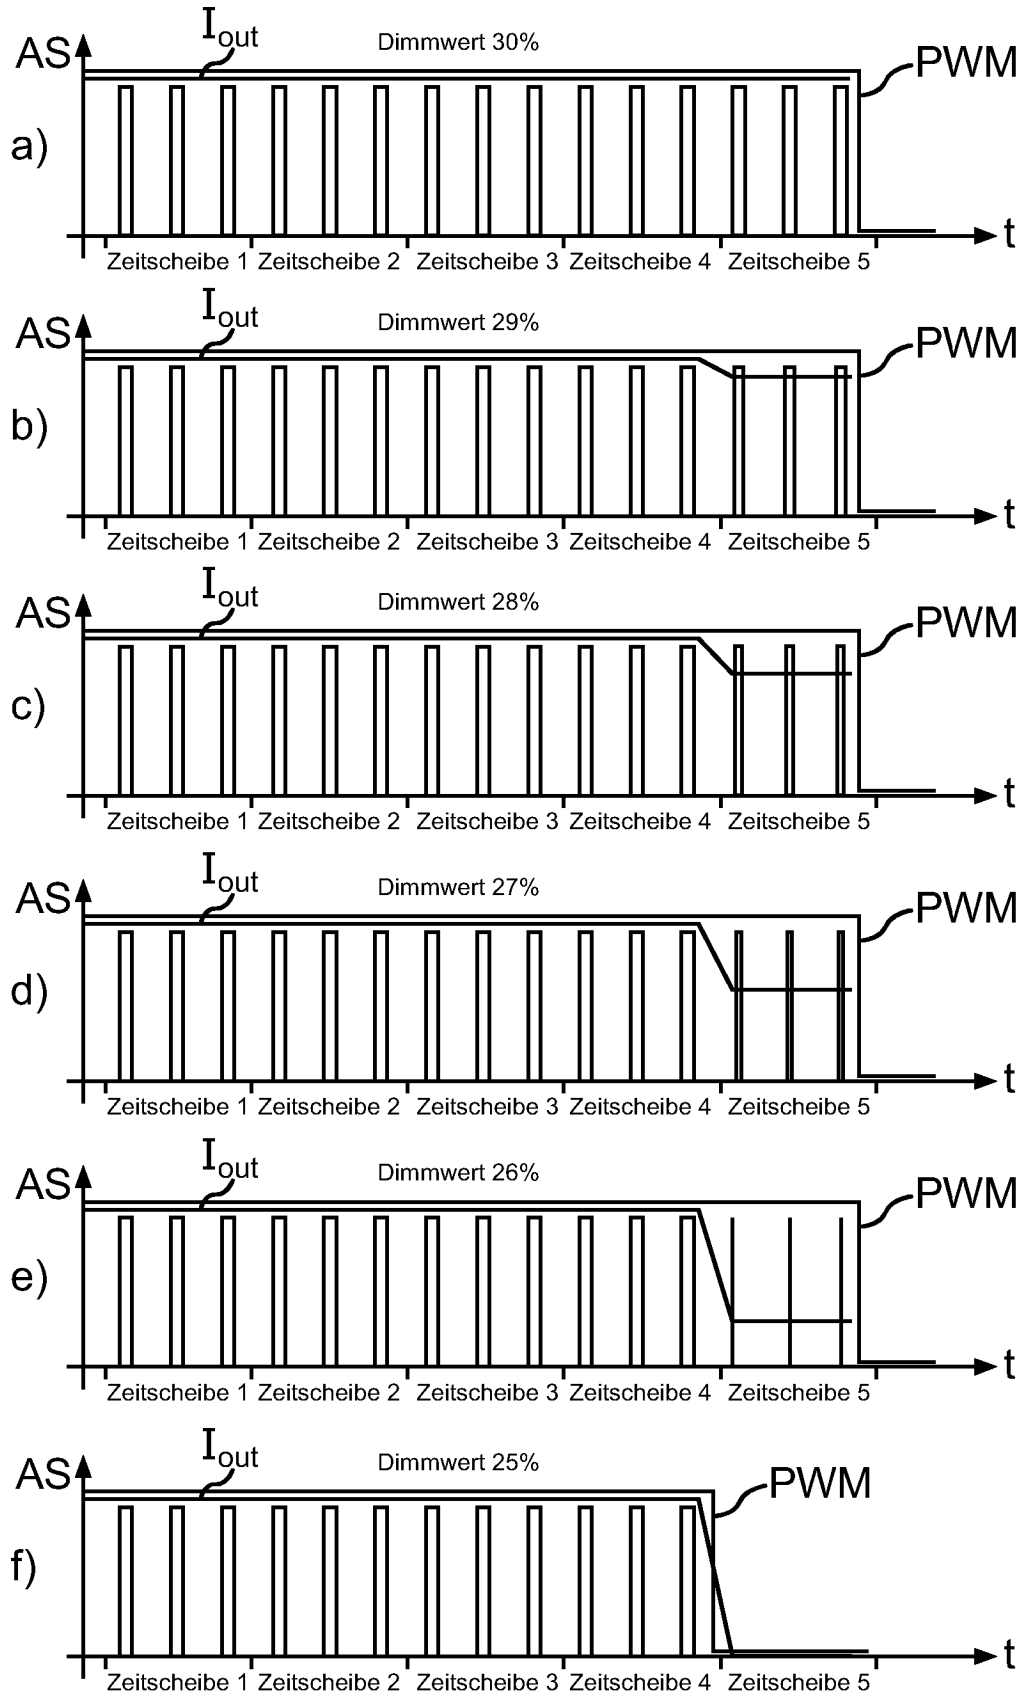 I_out
Dimmwert 30%
AS
PWM
a)
t
Zeitscheibe 1 Zeitscheibe 2 Zeitscheibe 3 Zeitscheibe 4 Zeitscheibe 5
I_out
Dimmwert 29%
AS
PWM
b)
t
Zeitscheibe 1 Zeitscheibe 2 Zeitscheibe 3 Zeitscheibe 4 Zeitscheibe 5
I_out
Dimmwert 28%
AS
PWM
c)
t
Zeitscheibe 1 Zeitscheibe 2 Zeitscheibe 3 Zeitscheibe 4 Zeitscheibe 5
I_out
Dimmwert 27%
AS
PWM
d)
t
Zeitscheibe 1 Zeitscheibe 2 Zeitscheibe 3 Zeitscheibe 4 Zeitscheibe 5
I_out
Dimmwert 26%
AS
PWM
e)
t
Zeitscheibe 1 Zeitscheibe 2 Zeitscheibe 3 Zeitscheibe 4 Zeitscheibe 5
I_out
Dimmwert 25%
AS
PWM
f)
t
Zeitscheibe 1 Zeitscheibe 2 Zeitscheibe 3 Zeitscheibe 4 Zeitscheibe 5